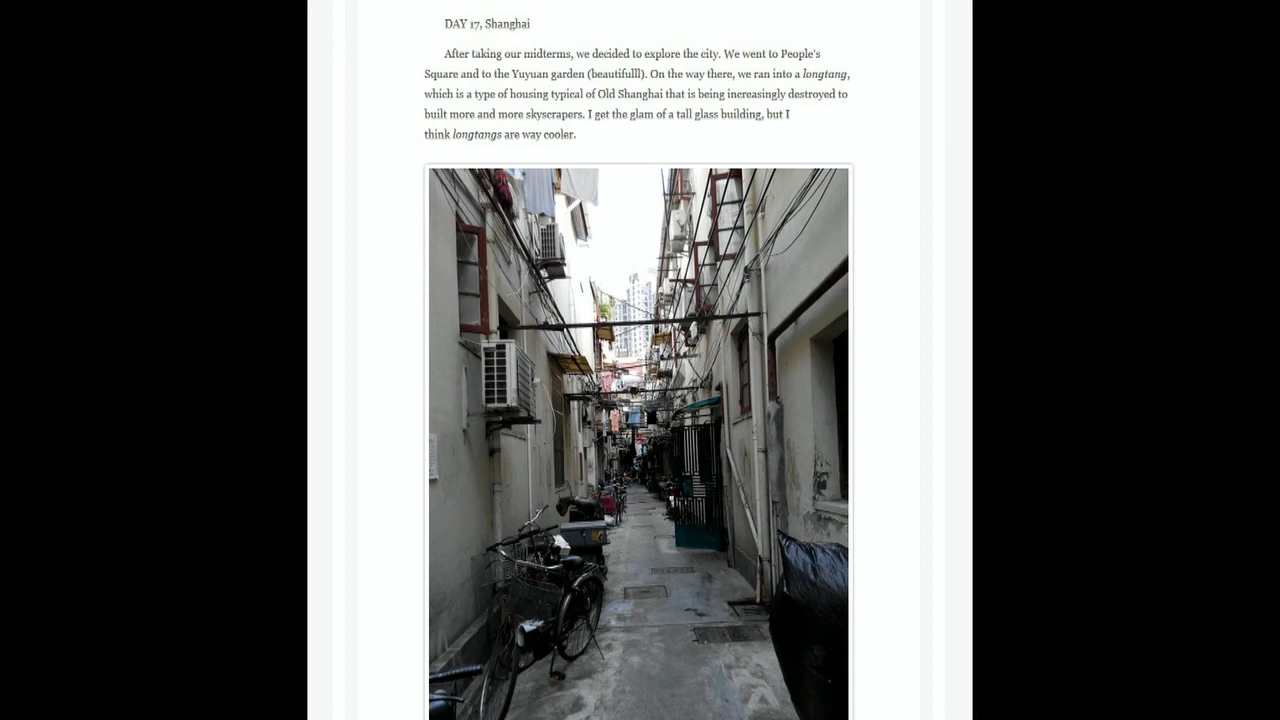 DAY 17, Shanghai
After taking our midterms, we decided to explore the city. We went to People's
Square and to the Yuyuan garden (beautifulll). On the way there, we ran into a longtang,
which is a type of housing typical of Old Shanghai that is being increasingly destroyed to
built more and more skyscrapers. I get the glam of a tall glass building, but I
think longtangs are way cooler.